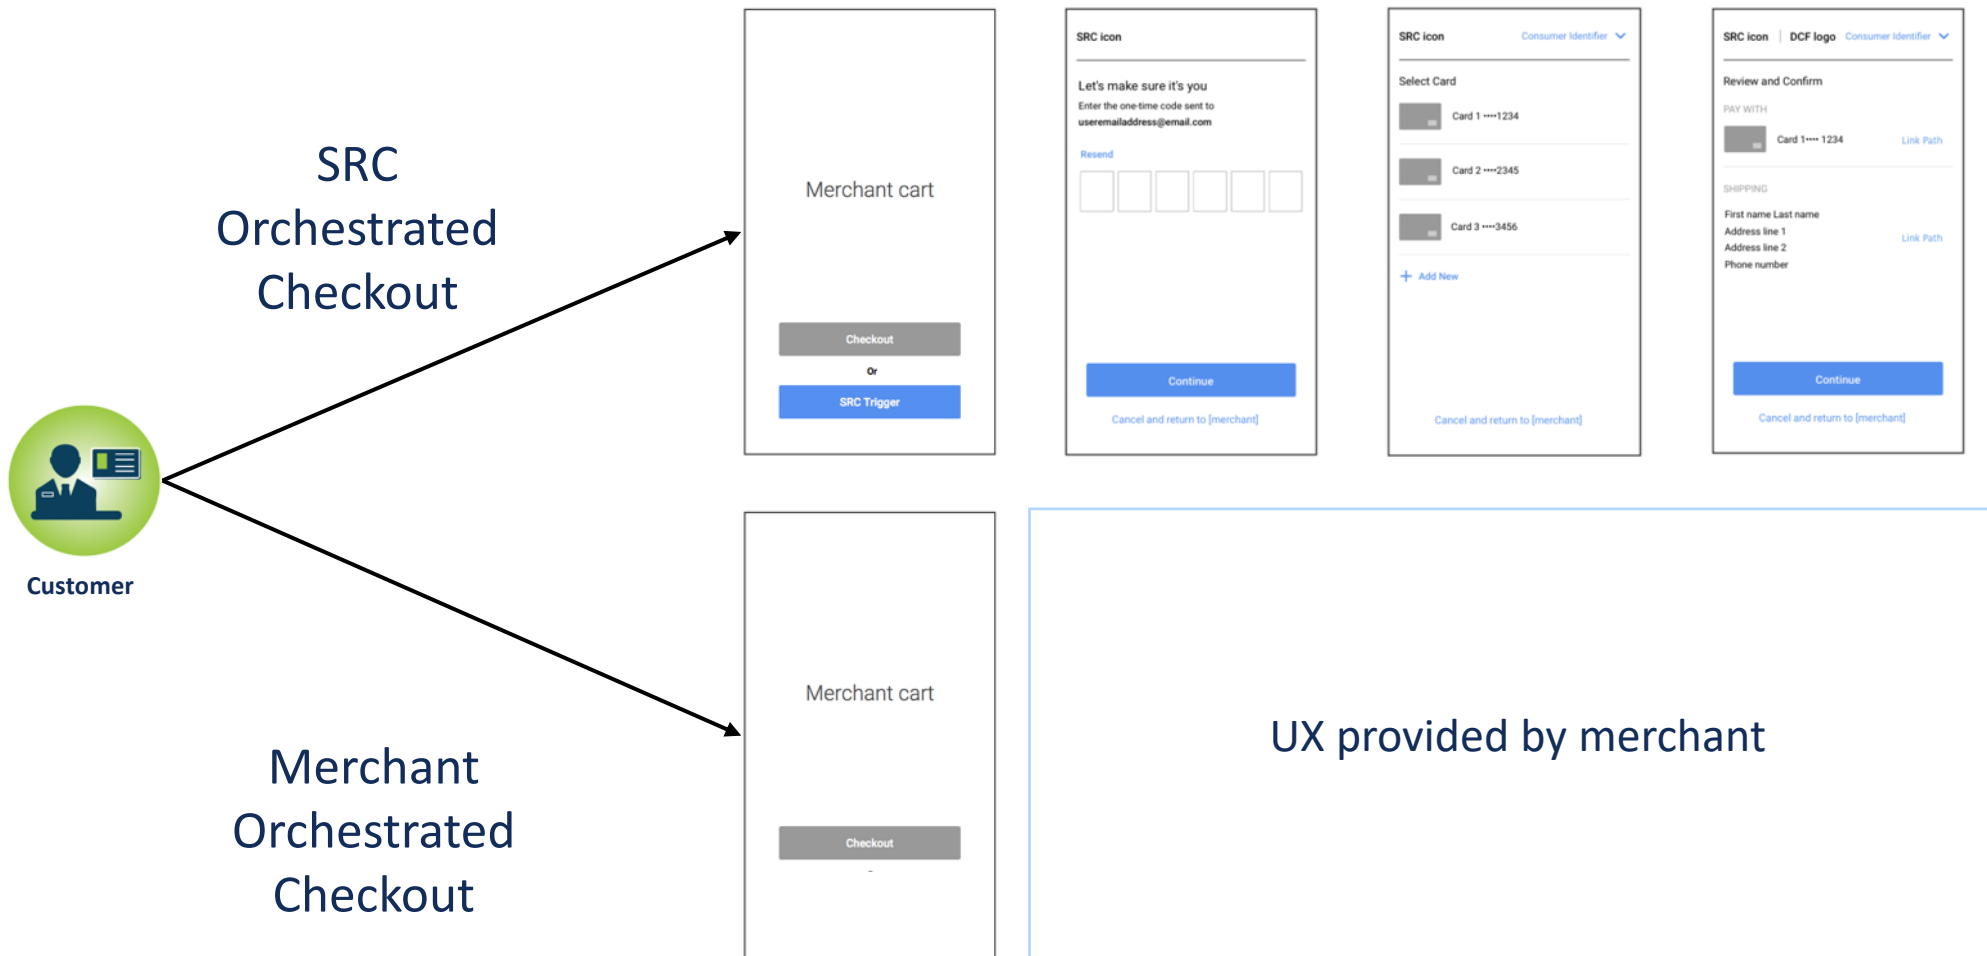 SRC
Orchestrated
Checkout
Customer
Merchant
Orchestrated
Checkout
Merchant cart
Checkout
Or
SRC Trigger
SRC icon
Let's make sure it's you
Enter the one-time code sent to
useremailaddress@email.com
Resend
Continue
Cancel and return to [merchant]
SRC icon Consumer Identifier
Select Card
Card 1 ····1234
Card 2 ····2345
Card 3 ····3456
+ Add New
Cancel and return to [merchant]
SRC icon | DCF logo Consumer Identifier
Review and Confirm
PAY WITH
Card 1···· 1234 Link Path
SHIPPING
First name Last name
Address line 1
Address line 2
Link Path
Phone number
Continue
Cancel and return to [merchant]
Merchant cart
Checkout
UX provided by merchant